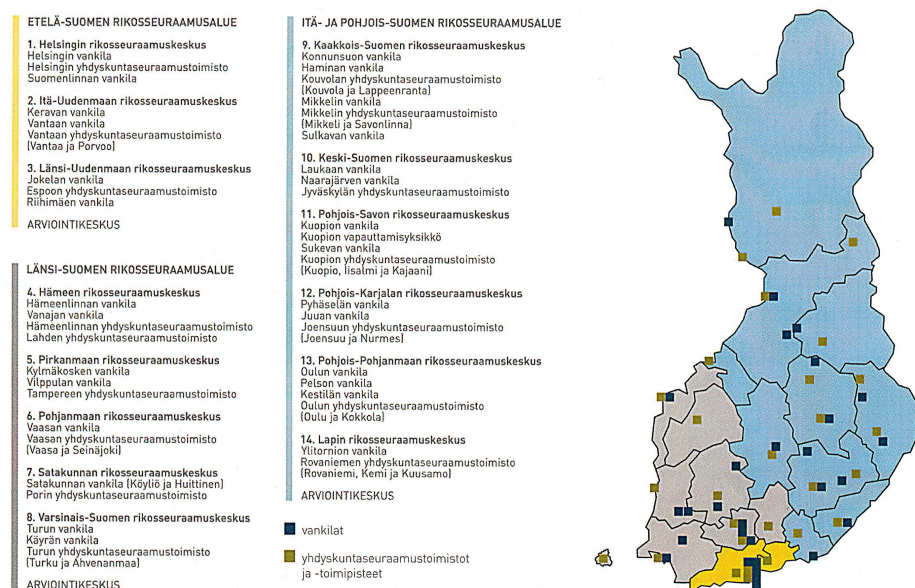 ETELÄ-SUOMEN RIKOSSEURAAMUSALUE
1. Helsingin rikosseuraamuskeskus
Helsingin vankila
Helsingin yhdyskuntaseuraamustoimisto
Suomenlinnan vankila
2. Itä-Uudenmaan rikosseuraamuskeskus
Keravan vankila
Vantaan vankila
Vantaan yhdyskuntaseuraamustoimisto
(Vantaa ja Porvoo)
3. Länsi-Uudenmaan rikosseuraamuskeskus
Jokelan vankila
Espoon yhdyskuntaseuraamustoimisto
Riihimäen vankila
ARVIOINTIKESKUS
LÄNSI-SUOMEN RIKOSSEURAAMUSALUE
4. Hämeen rikosseuraamuskeskus
Hämeenlinnan vankila
Vanajan vankila
Hämeenlinnan yhdyskuntaseuraamustoimisto
Lahden yhdyskuntaseuraamustoimisto
5. Pirkanmaan rikosseuraamuskeskus
Kylmäkosken vankila
Vilppulan vankila
Tampereen yhdyskuntaseuraamustoimisto
6. Pohjanmaan rikosseuraamuskeskus
Vaasan vankila
Vaasan yhdyskuntaseuraamustoimisto
(Vaasa ja Seinäjoki)
7. Satakunnan rikosseuraamuskeskus
Satakunnan vankila (Köyliö ja Huittinen)
Porin yhdyskuntaseuraamustoimisto
8. Varsinais-Suomen rikosseuraamuskeskus
Turun vankila
Käyrän vankila
Turun yhdyskuntaseuraamustoimisto
(Turku ja Ahvenanmaa)
ARVIOINTIKESKUS
ITÄ- JA POHJOIS-SUOMEN RIKOSSEURAAMUSALUE
9. Kaakkois-Suomen rikosseuraamuskeskus
Konnunsuon vankila
Haminan vankila
Kouvolan yhdyskuntaseuraamustoimisto
(Kouvola ja Lappeenranta)
Mikkelin vankila
Mikkelin yhdyskuntaseuraamustoimisto
(Mikkeli ja Savonlinna)
Sulkavan vankila
10. Keski-Suomen rikosseuraamuskeskus
Laukaan vankila
Naarajärven vankila
Jyväskylän yhdyskuntaseuraamustoimisto
11. Pohjois-Savon rikosseuraamuskeskus
Kuopion vankila
Kuopion vapauttamisyksikkö
Sukevan vankila
Kuopion yhdyskuntaseuraamustoimisto
(Kuopio, Iisalmi ja Kajaani)
12. Pohjois-Karjalan rikosseuraamuskeskus
Pyhäselän vankila
Juuan vankila
Joensuun yhdyskuntaseuraamustoimisto
(Joensuu ja Nurmes)
13. Pohjois-Pohjanmaan rikosseuraamuskeskus
Oulun vankila
Pelson vankila
Kestilän vankila
Oulun yhdyskuntaseuraamustoimisto
(Oulu ja Kokkola)
14. Lapin rikosseuraamuskeskus
Ylitornion vankila
Rovaniemen yhdyskuntaseuraamustoimisto
(Rovaniemi, Kemi ja Kuusamo)
ARVIOINTIKESKUS
vankilat
yhdyskuntaseuraamustoimistot
ja -toimipisteet